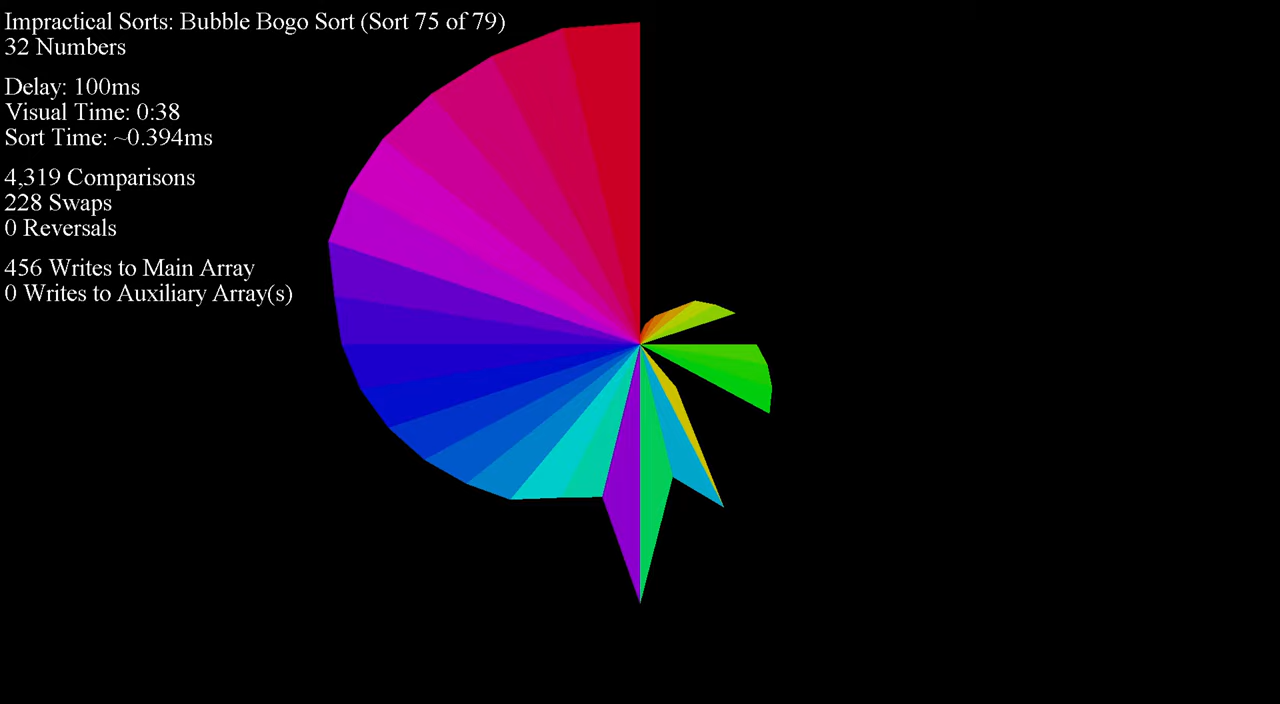 Impractical Sorts: Bubble Bogo Sort (Sort 75 of 79)
32 Numbers
Delay: 100ms
Visual Time: 0:38
Sort Time: ~0.394ms
4,319 Comparisons
228 Swaps
0 Reversals
456 Writes to Main Array
0 Writes to Auxiliary Array(s)